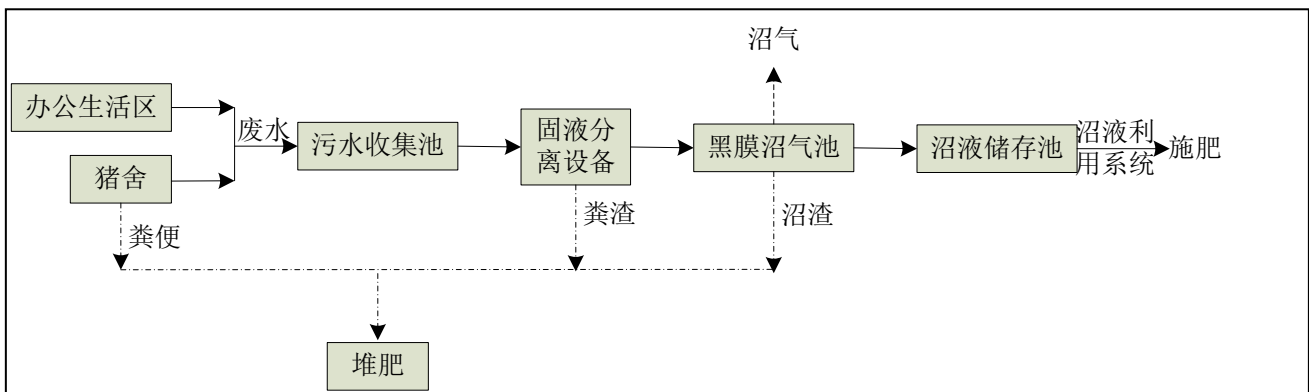 沼气
办公生活区
废水
污水收集池
固液分
离设备
黑膜沼气池
沼液储存池
沼液利
用系统
施肥
猪舍
粪便
粪渣
沼渣
堆肥